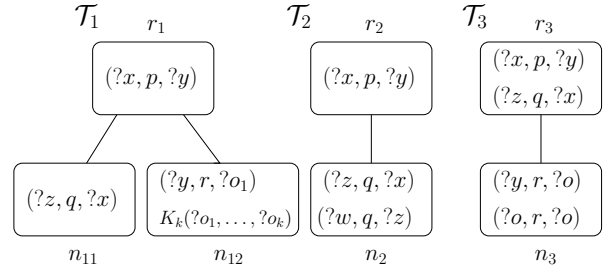 𝒯₁ r₁ 𝒯₂ r₂ 𝒯₃ r₃
(?x, p, ?y) (?x, p, ?y) (?x, p, ?y)
(?z, q, ?x)
(?z, q, ?x) (?y, r, ?o₁) (?z, q, ?x) (?y, r, ?o)
Kₖ(?o₁, . . . , ?oₖ) (?w, q, ?z) (?o, r, ?o)
n₁₁ n₁₂ n₂ n₃